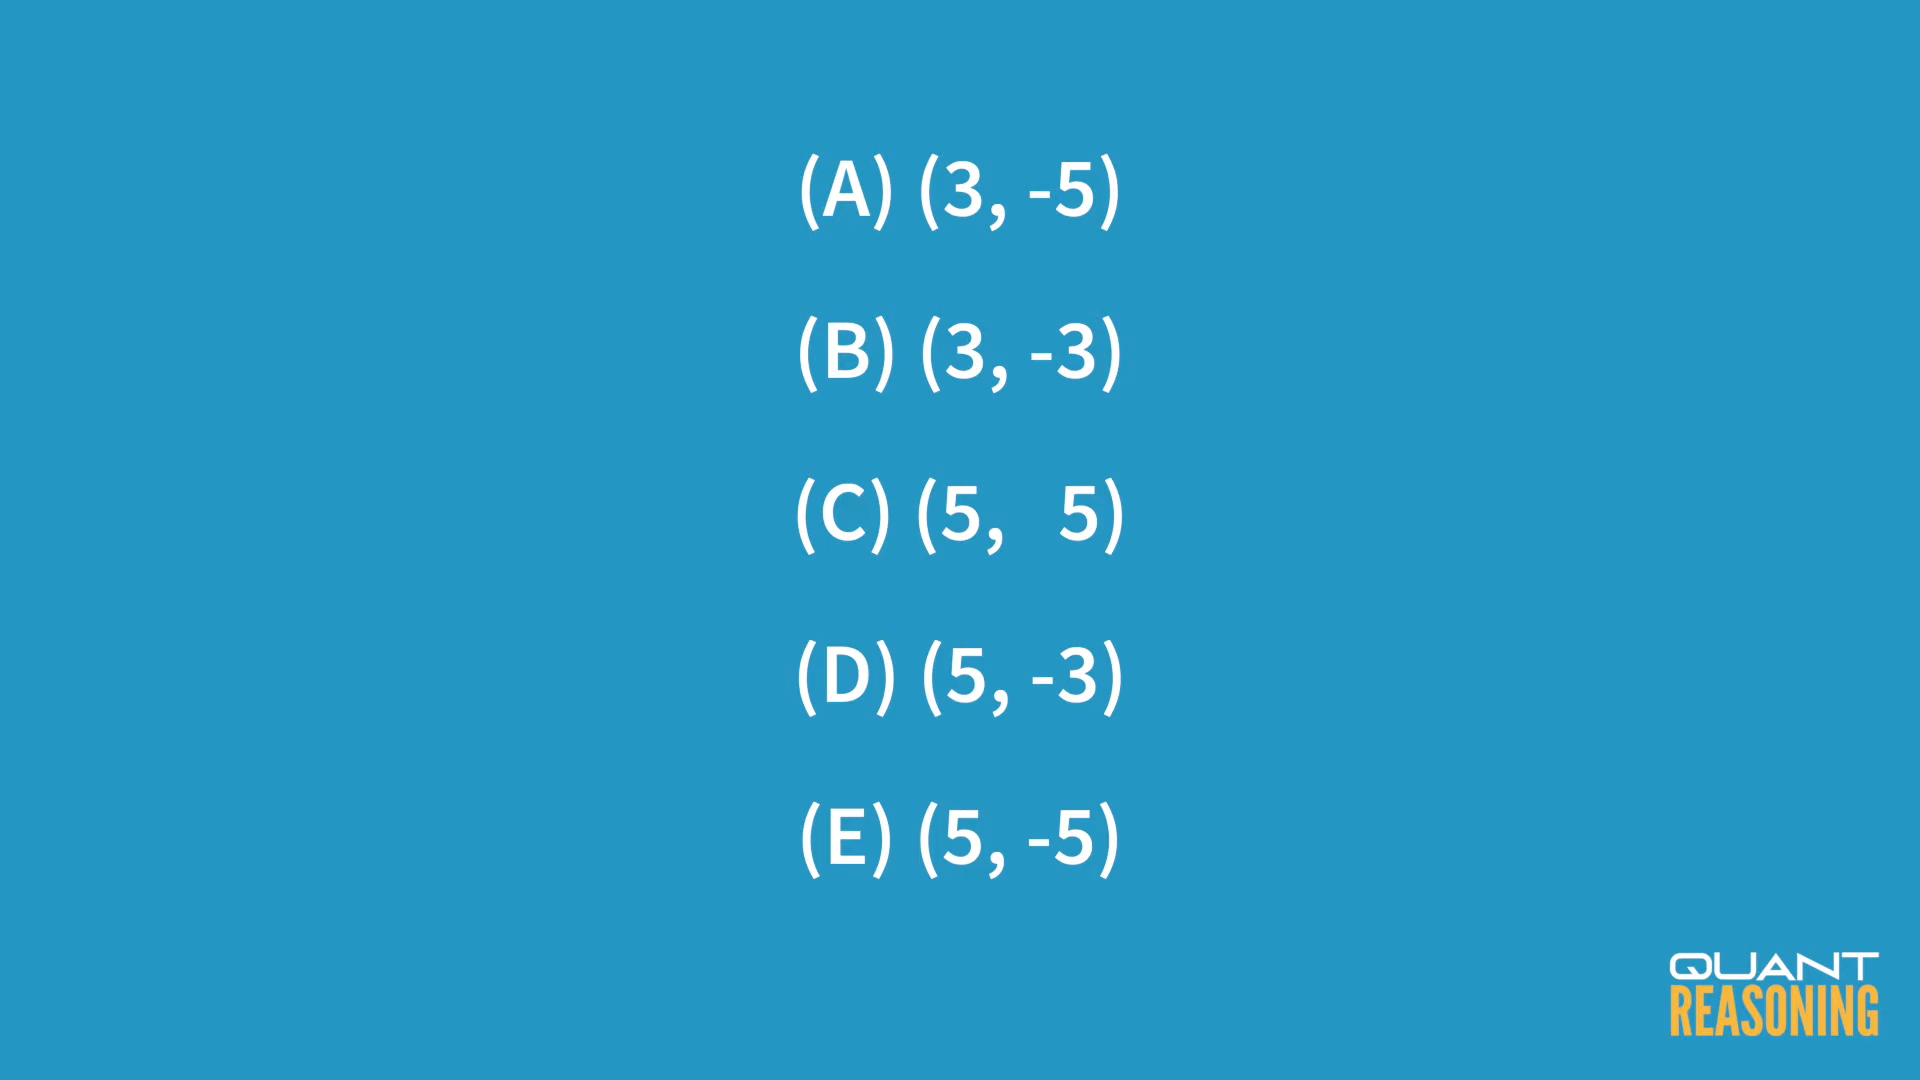 (A) (3, -5)
(B) (3, -3)
(C) (5, 5)
(D) (5, -3)
(E) (5, -5)
QUANT
REASONING